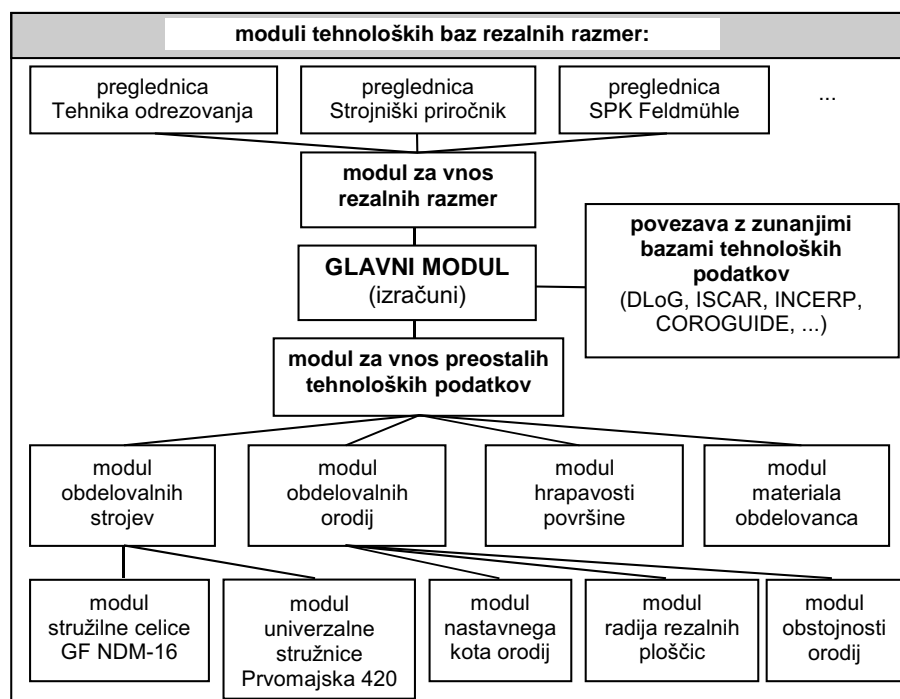 moduli tehnoloških baz rezalnih razmer:
preglednica
Tehnika odrezovanja
preglednica
Strojniški priročnik
preglednica
SPK Feldmühle
...
modul za vnos
rezalnih razmer
GLAVNI MODUL
(izračuni)
povezava z zunanjimi
bazami tehnoloških
podatkov
(DLoG, ISCAR, INCERP,
COROGUIDE, ...)
modul za vnos preostalih
tehnoloških podatkov
modul
obdelovalnih
strojev
modul
obdelovalnih
orodij
modul
hrapavosti
površine
modul
materiala
obdelovanca
modul
stružilne celice
GF NDM-16
modul
univerzalne
stružnice
Prvomajska 420
modul
nastavnega
kota orodij
modul
radija rezalnih
ploščic
modul
obstojnosti
orodij